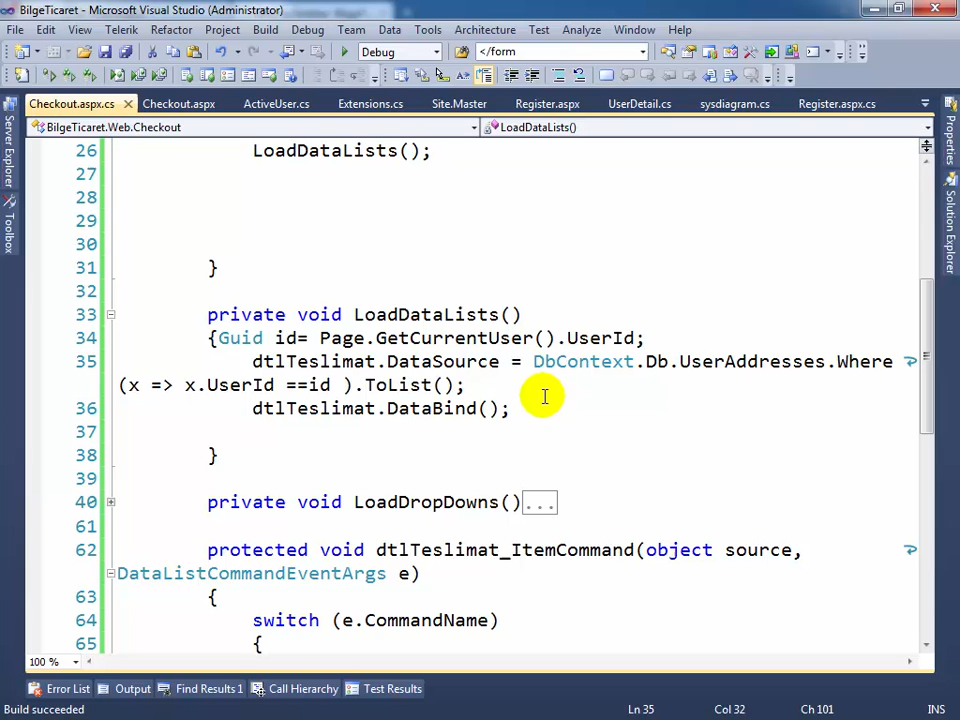 BilgeTicaret - Microsoft Visual Studio (Administrator)
File Edit View Telerik Refactor Project Build Debug Team Data Tools Architecture Test Analyze Window Help
Debug </form
Checkout.aspx.cs Checkout.aspx ActiveUser.cs Extensions.cs Site.Master Register.aspx UserDetail.cs sysdiagram.cs Register.aspx.cs
BilgeTicaret.Web.Checkout LoadDataLists()
Server Explorer
Toolbox
Properties
Solution Explorer
26 LoadDataLists();
27
28
29
30
31 }
32
33 private void LoadDataLists()
34 {Guid id= Page.GetCurrentUser().UserId;
35 dtlTeslimat.DataSource = DbContext.Db.UserAddresses.Where
(x => x.UserId ==id ).ToList();
36 dtlTeslimat.DataBind();
37
38 }
39
40 private void LoadDropDowns()...
61
62 protected void dtlTeslimat_ItemCommand(object source,
DataListCommandEventArgs e)
63 {
64 switch (e.CommandName)
65 {
100 %
Error List Output Find Results 1 Call Hierarchy Test Results
Build succeeded Ln 35 Col 32 Ch 101 INS